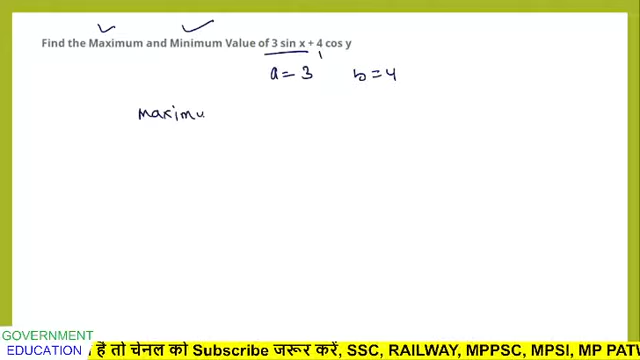 Find the Maximum and Minimum Value of 3 sin x + 4 cos y
a = 3 b = 4
maximu
GOVERNMENT
EDUCATION
है तो चेनल को Subscribe जरूर करें, SSC, RAILWAY, MPPSC, MPSI, MP PATW